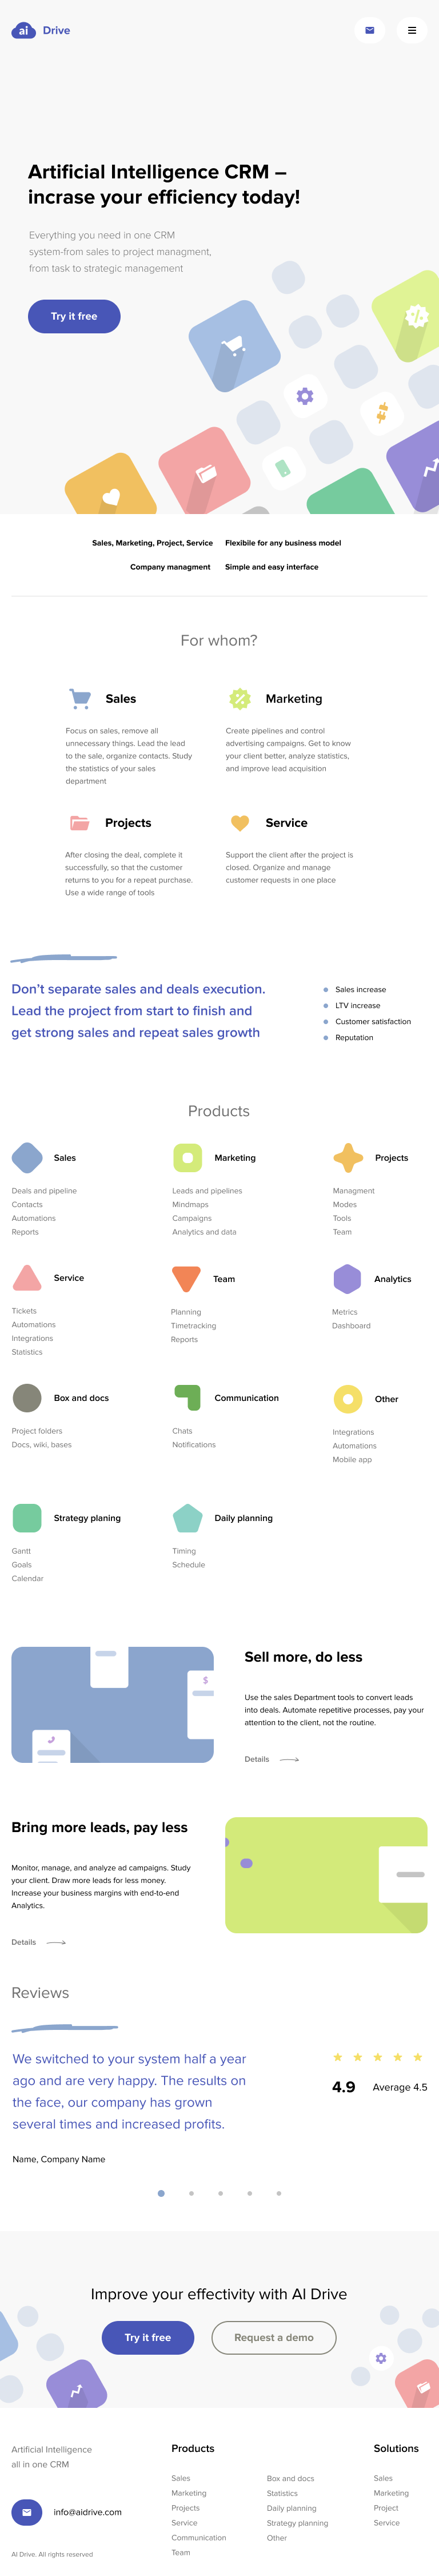 ai Drive
Artificial Intelligence CRM –
incrase your efficiency today!
Everything you need in one CRM
system-from sales to project managment,
from task to strategic management
Try it free
Sales, Marketing, Project, Service
Flexibile for any business model
Company managment
Simple and easy interface
For whom?
Sales
Focus on sales, remove all
unnecessary things. Lead the lead
to the sale, organize contacts. Study
the statistics of your sales
department
Marketing
Create pipelines and control
advertising campaigns. Get to know
your client better, analyze statistics,
and improve lead acquisition
Projects
After closing the deal, complete it
successfully, so that the customer
returns to you for a repeat purchase.
Use a wide range of tools
Service
Support the client after the project is
closed. Organize and manage
customer requests in one place
Don't separate sales and deals execution.
Lead the project from start to finish and
get strong sales and repeat sales growth
Sales increase
LTV increase
Customer satisfaction
Reputation
Products
Sales
Deals and pipeline
Contacts
Automations
Reports
Marketing
Leads and pipelines
Mindmaps
Campaigns
Analytics and data
Projects
Managment
Modes
Tools
Team
Service
Tickets
Automations
Integrations
Statistics
Team
Planning
Timetracking
Reports
Analytics
Metrics
Dashboard
Box and docs
Project folders
Docs, wiki, bases
Communication
Chats
Notifications
Other
Integrations
Automations
Mobile app
Strategy planing
Gantt
Goals
Calendar
Daily planning
Timing
Schedule
$
Sell more, do less
Use the sales Department tools to convert leads
into deals. Automate repetitive processes, pay your
attention to the client, not the routine.
Details
Bring more leads, pay less
Monitor, manage, and analyze ad campaigns. Study
your client. Draw more leads for less money.
Increase your business margins with end-to-end
Analytics.
Details
Reviews
We switched to your system half a year
ago and are very happy. The results on
the face, our company has grown
several times and increased profits.
Name, Company Name
4.9
Average 4.5
Improve your effectivity with AI Drive
Try it free
Request a demo
Artificial Intelligence
all in one CRM
info@aidrive.com
AI Drive. All rights reserved
Products
Sales
Marketing
Projects
Service
Communication
Team
Box and docs
Statistics
Daily planning
Strategy planning
Other
Solutions
Sales
Marketing
Project
Service